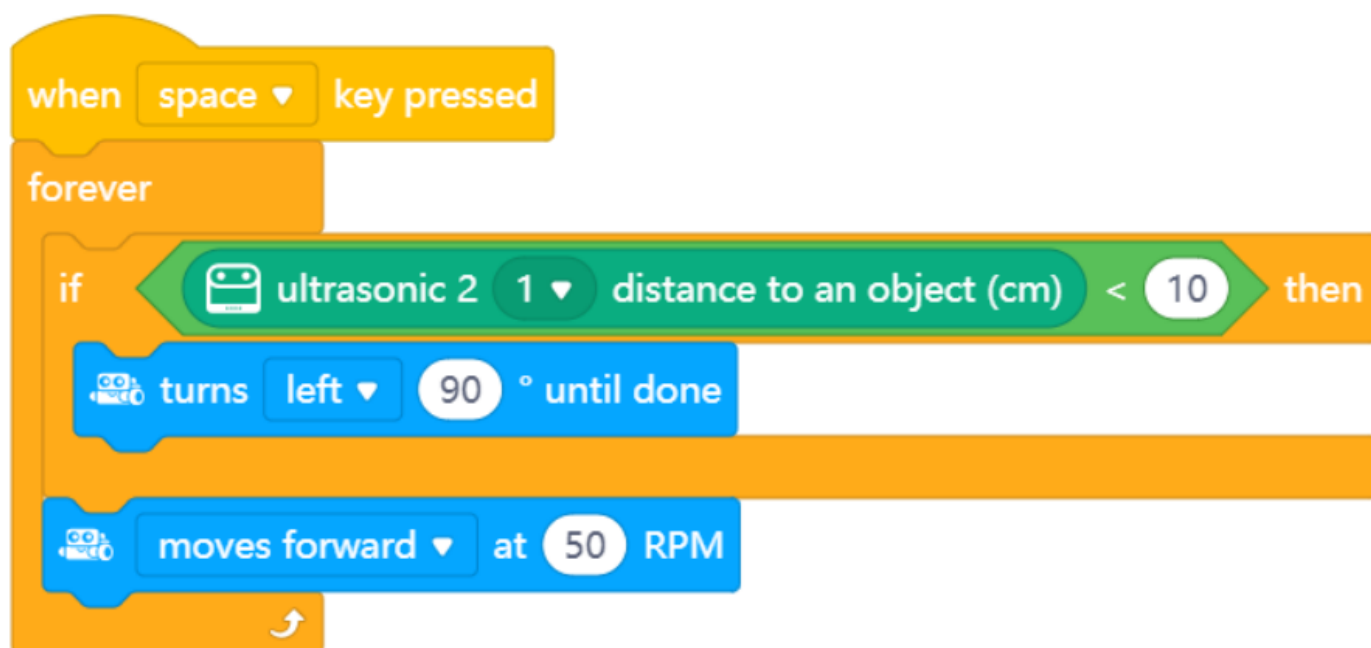 when space key pressed
forever
if ultrasonic 2 1 distance to an object (cm) < 10 then
turns left 90 ° until done
moves forward at 50 RPM